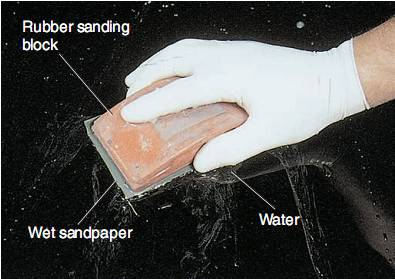 Rubber sanding
block
Wet sandpaper
Water